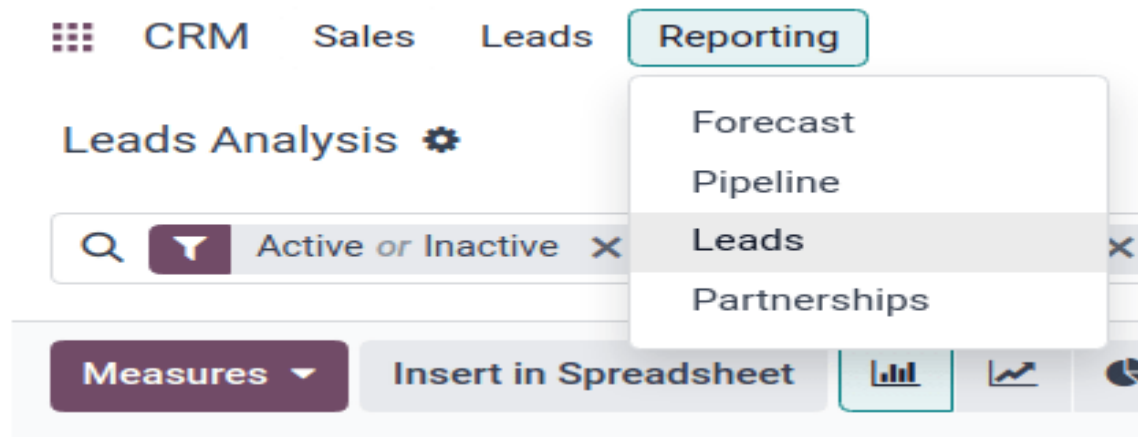 CRM Sales Leads Reporting
Forecast
Leads Analysis
Pipeline
Active or Inactive
Leads
Partnerships
Measures Insert in Spreadsheet